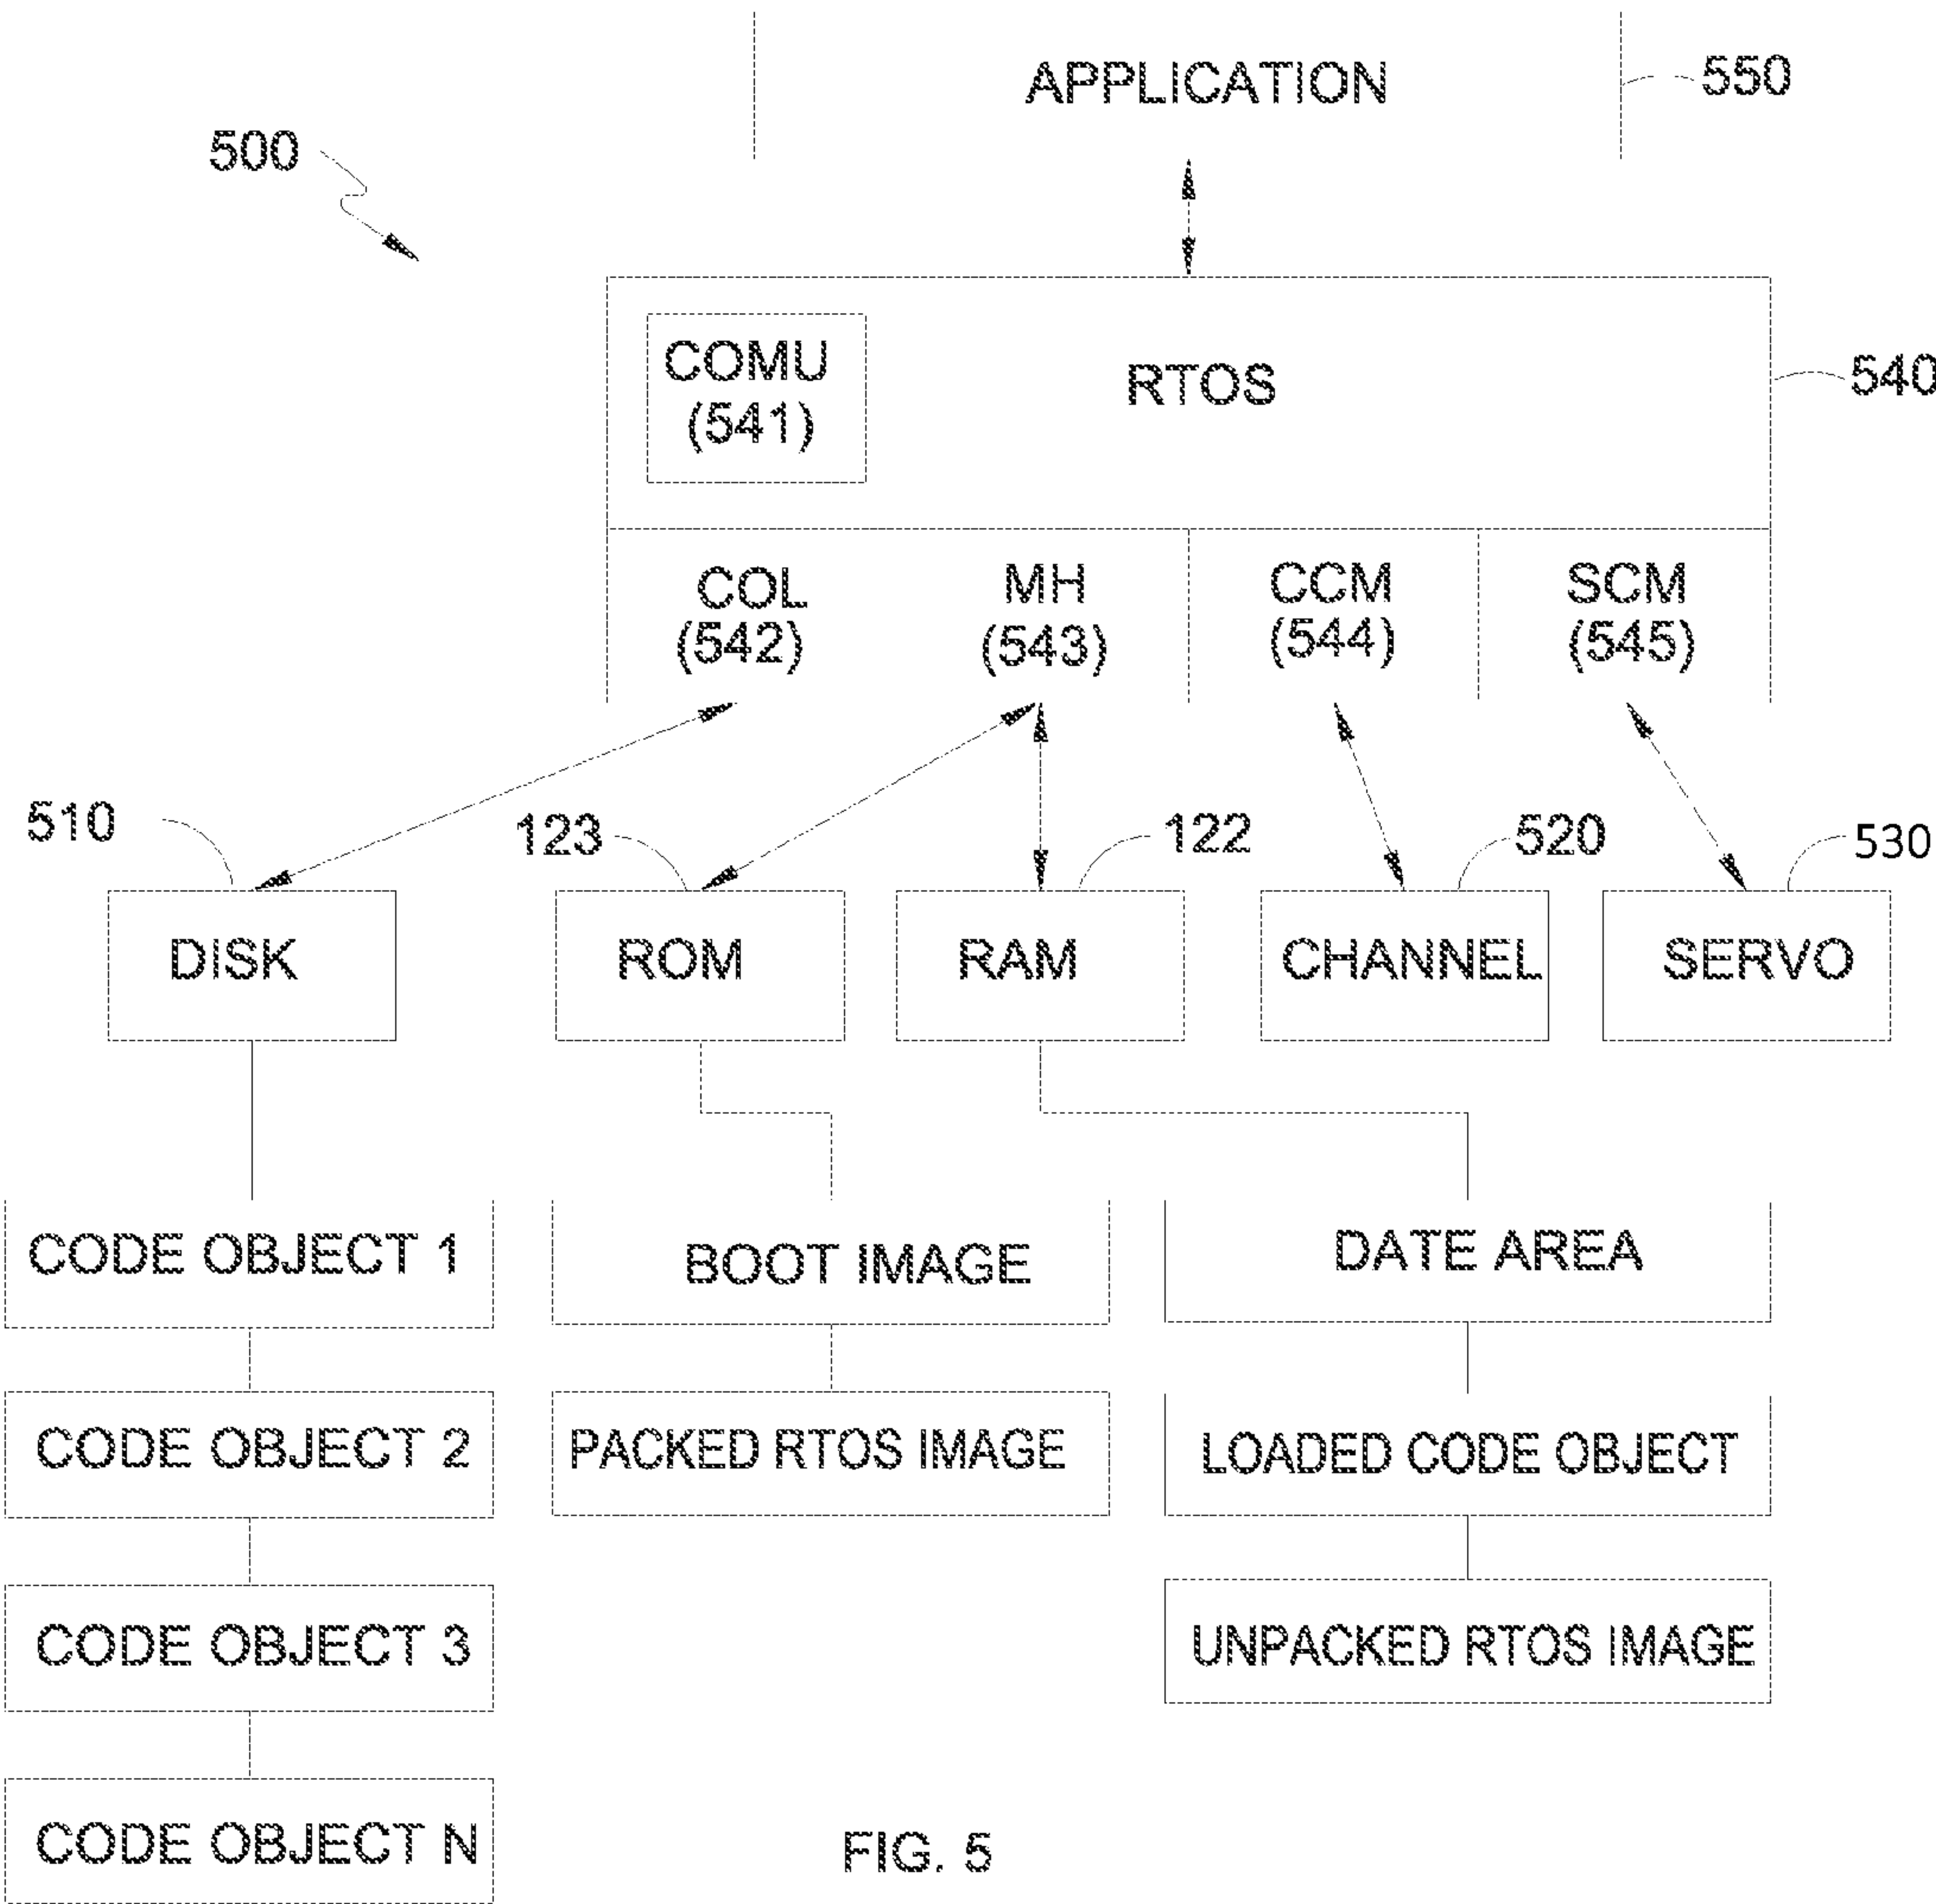 APPLICATION
550
500
COMU
(541)
RTOS
540
COL
(542)
MH
(543)
CCM
(544)
SCM
(545)
510
123
122
520
530
DISK
ROM
RAM
CHANNEL
SERVO
CODE OBJECT 1
BOOT IMAGE
DATE AREA
CODE OBJECT 2
PACKED RTOS IMAGE
LOADED CODE OBJECT
CODE OBJECT 3
UNPACKED RTOS IMAGE
CODE OBJECT N
FIG. 5